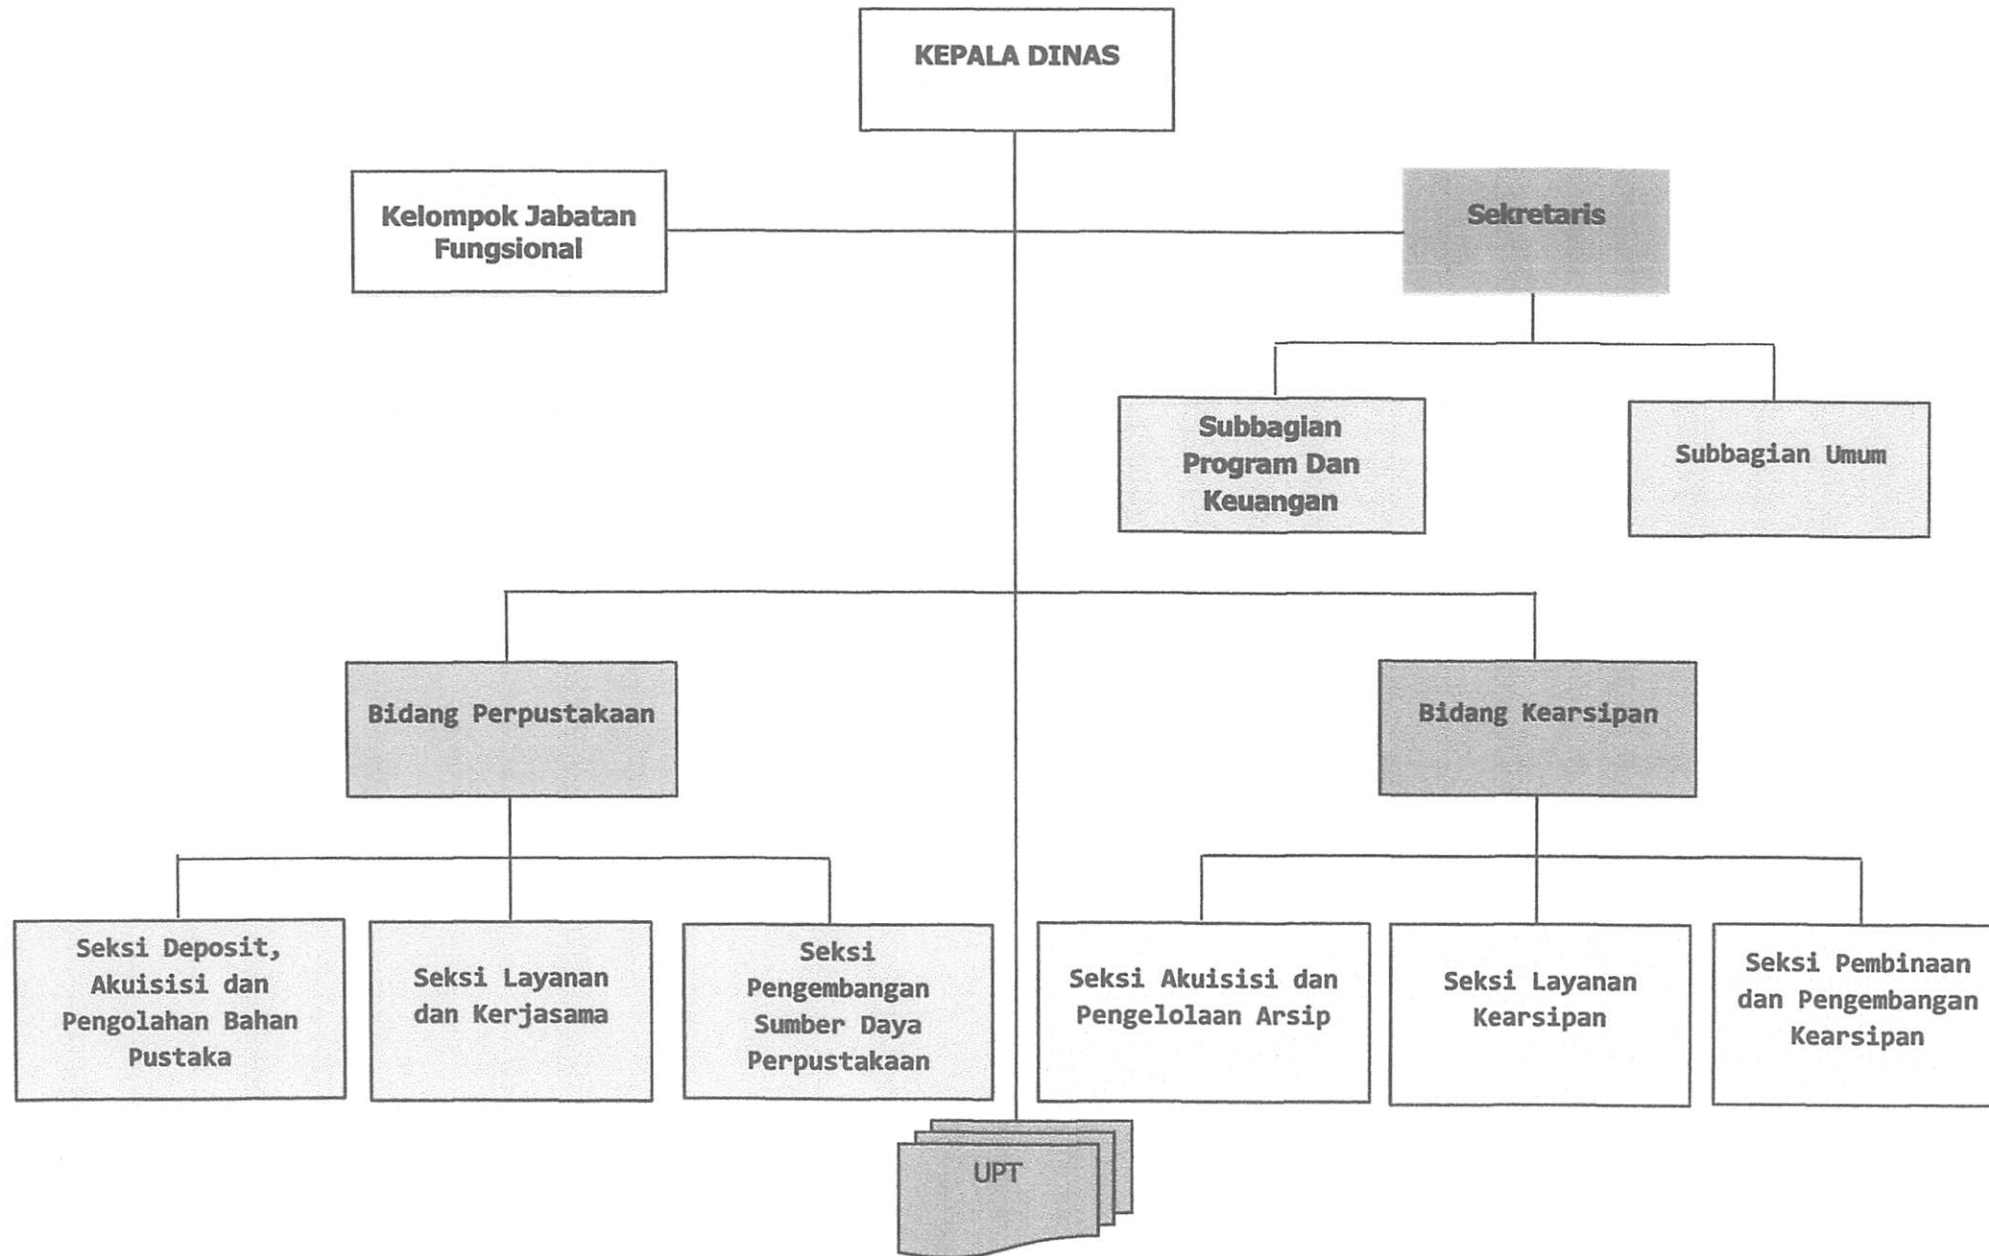 KEPALA DINAS
Kelompok Jabatan
Fungsional
Sekretaris
Subbagian
Program Dan
Keuangan
Subbagian Umum
Bidang Perpustakaan
Bidang Kearsipan
Seksi Deposit,
Akuisisi dan
Pengolahan Bahan
Pustaka
Seksi Layanan
dan Kerjasama
Seksi
Pengembangan
Sumber Daya
Perpustakaan
Seksi Akuisisi dan
Pengelolaan Arsip
Seksi Layanan
Kearsipan
Seksi Pembinaan
dan Pengembangan
Kearsipan
UPT